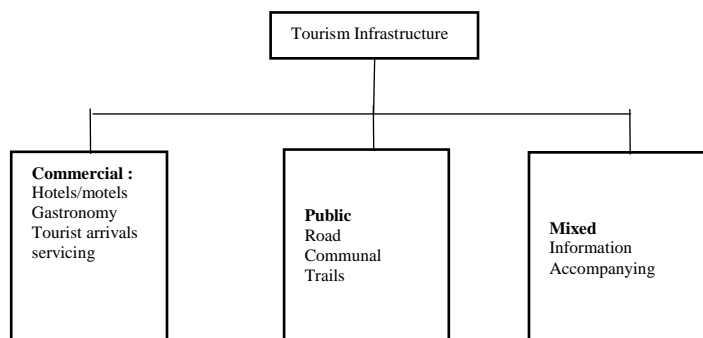 Tourism Infrastructure
Commercial :
Hotels/motels
Gastronomy
Tourist arrivals
servicing
Public
Road
Communal
Trails
Mixed
Information
Accompanying